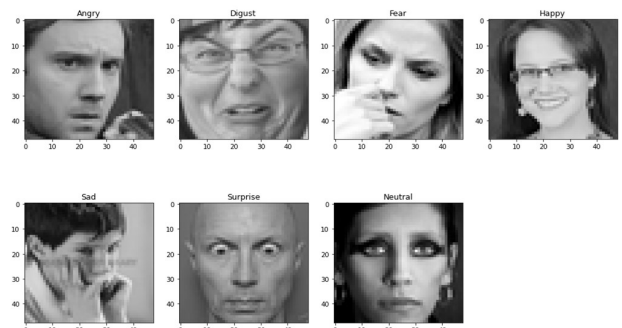 Angry Digust Fear Happy
0 0 0 0
10 10 10 10
20 20 20 20
30 30 30 30
40 40 40 40
0 10 20 30 40 0 10 20 30 40 0 10 20 30 40 0 10 20 30 40
Sad Surprise Neutral
0 0 0
10 10 10
20 20 20
30 30 30
40 40 40